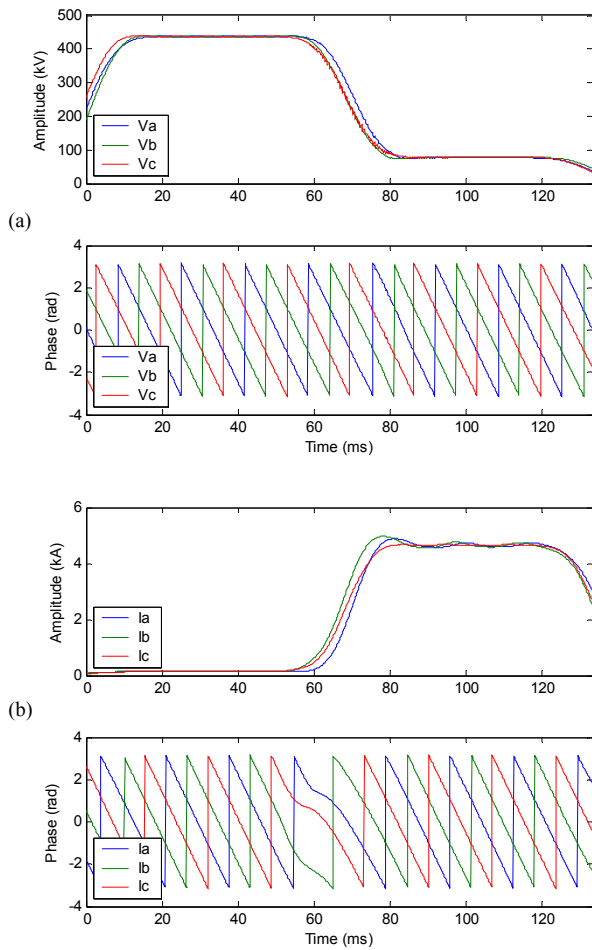 500
400
300
200
100
0
Amplitude (kV)
Va
Vb
Vc
0 20 40 60 80 100 120
(a)
4
2
0
-2
-4
Phase (rad)
Va
Vb
Vc
0 20 40 60 80 100 120
Time (ms)
6
4
2
0
Amplitude (kA)
Ia
Ib
Ic
0 20 40 60 80 100 120
(b)
4
2
0
-2
-4
Phase (rad)
Ia
Ib
Ic
0 20 40 60 80 100 120
Time (ms)